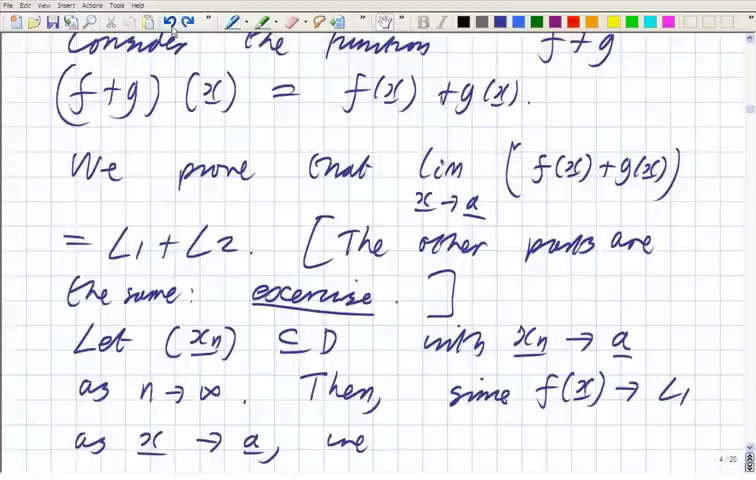 File Edit View Insert Actions Tools Help
Consider the function f+g
(f+g)(x) = f(x) + g(x).
We prove that lim (f(x)+g(x))
x→a
= L1 + L2. [The other parts are
the same: excercise.]
Let (xn) ⊆ D with xn → a
as n→∞. Then, since f(x) → L1
as x → a, we
4 / 20